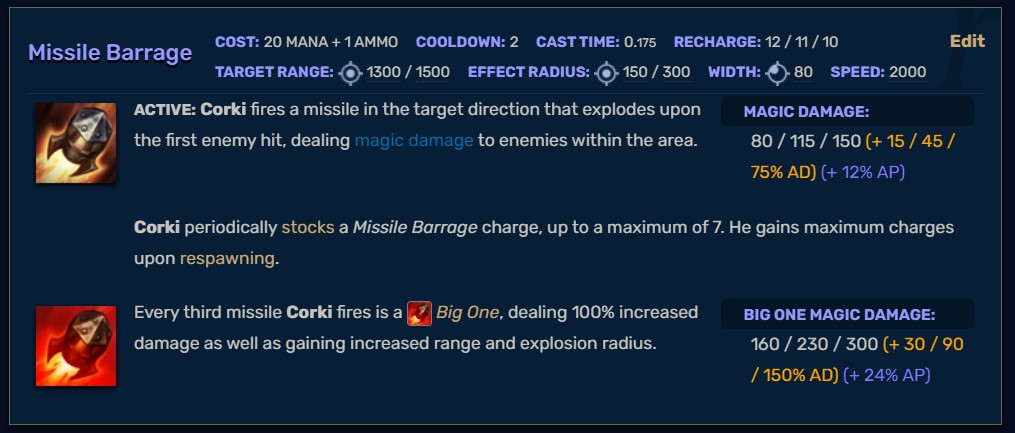 Missile Barrage
COST: 20 MANA + 1 AMMO COOLDOWN: 2 CAST TIME: 0.175 RECHARGE: 12 / 11 / 10
Edit
TARGET RANGE: 1300 / 1500 EFFECT RADIUS: 150 / 300 WIDTH: 80 SPEED: 2000
ACTIVE: Corki fires a missile in the target direction that explodes upon
the first enemy hit, dealing magic damage to enemies within the area.
MAGIC DAMAGE:
80 / 115 / 150 (+ 15 / 45 /
75% AD) (+ 12% AP)
Corki periodically stocks a Missile Barrage charge, up to a maximum of 7. He gains maximum charges
upon respawning.
Every third missile Corki fires is a Big One, dealing 100% increased
damage as well as gaining increased range and explosion radius.
BIG ONE MAGIC DAMAGE:
160 / 230 / 300 (+ 30 / 90
/ 150% AD) (+ 24% AP)